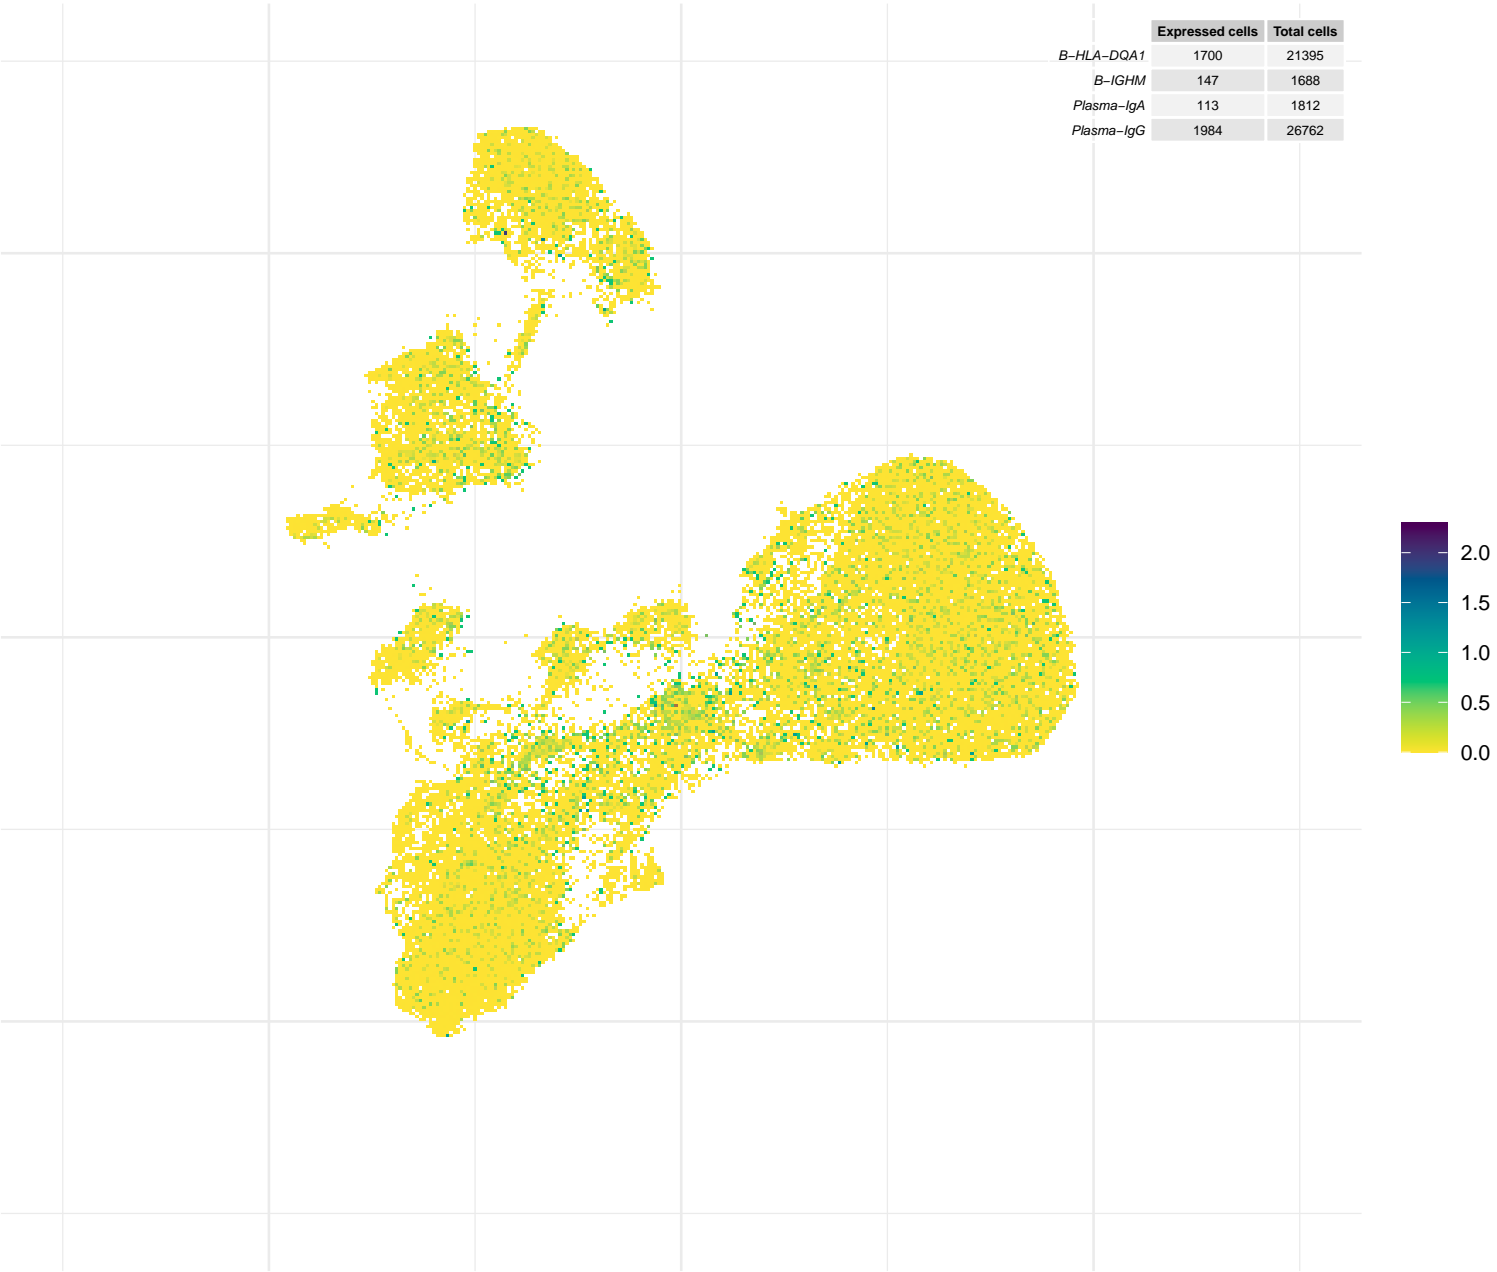 Expressed cells Total cells
B−HLA−DQA1 1700 21395
B−IGHM 147 1688
Plasma−IgA 113 1812
Plasma−IgG 1984 26762
2.0
1.5
1.0
0.5
0.0